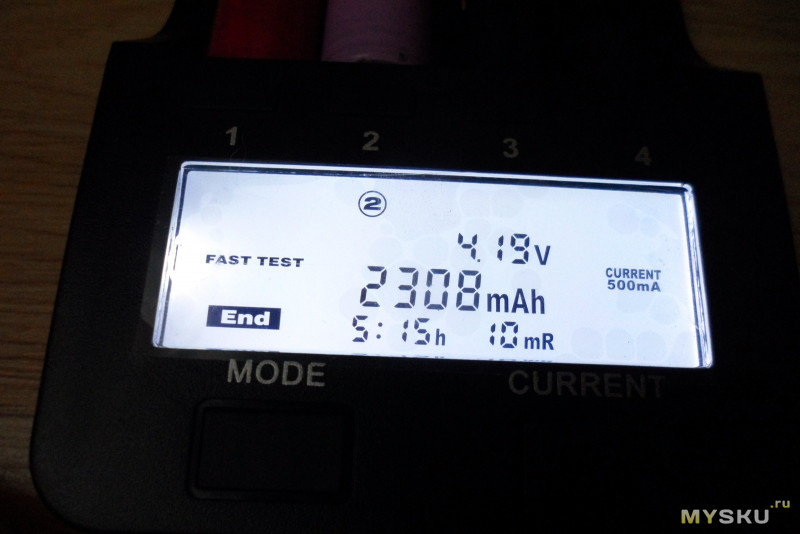 1 2 3 4
②
4.19V
FAST TEST
CURRENT
500mA
2308mAh
End
5:15h 10mR
MODE
CURRENT
MYSKU.ru